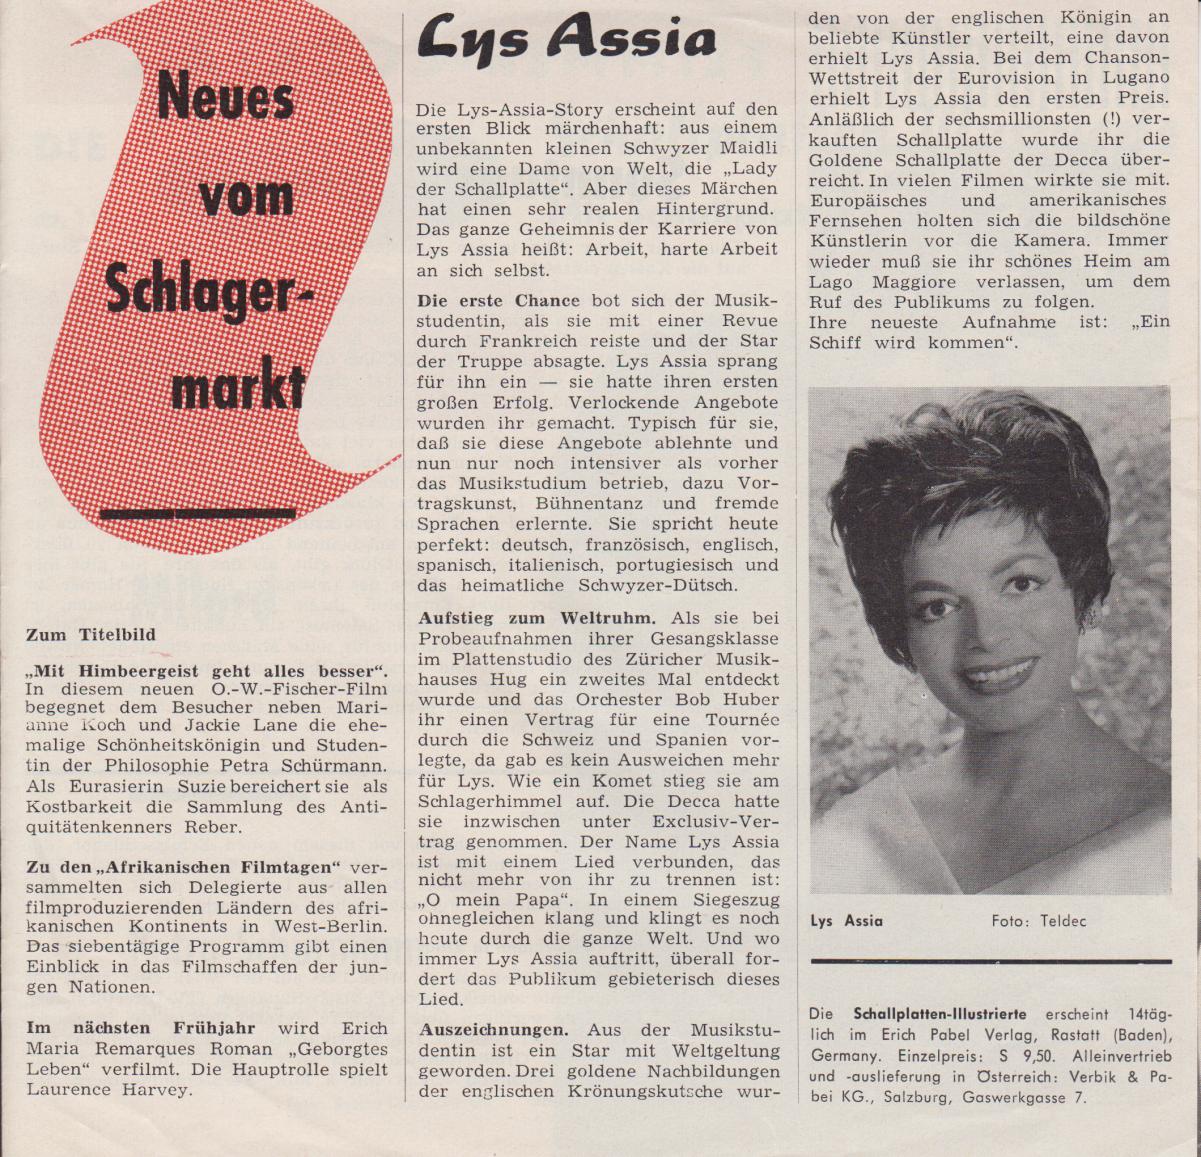 Neues
vom
Schlager-
markt
Zum Titelbild
„Mit Himbeergeist geht alles besser“.
In diesem neuen O.-W.-Fischer-Film
begegnet dem Besucher neben Mari-
anne Koch und Jackie Lane die ehe-
malige Schönheitskönigin und Studen-
tin der Philosophie Petra Schürmann.
Als Eurasierin Suzie bereichert sie als
Kostbarkeit die Sammlung des Anti-
quitätenkenners Reber.
Zu den „Afrikanischen Filmtagen“ ver-
sammelten sich Delegierte aus allen
filmproduzierenden Ländern des afri-
kanischen Kontinents in West-Berlin.
Das siebentägige Programm gibt einen
Einblick in das Filmschaffen der jun-
gen Nationen.
Im nächsten Frühjahr wird Erich
Maria Remarques Roman „Geborgtes
Leben“ verfilmt. Die Hauptrolle spielt
Laurence Harvey.
Lys Assia
Die Lys-Assia-Story erscheint auf den
ersten Blick märchenhaft: aus einem
unbekannten kleinen Schwyzer Maidli
wird eine Dame von Welt, die „Lady
der Schallplatte“. Aber dieses Märchen
hat einen sehr realen Hintergrund.
Das ganze Geheimnis der Karriere von
Lys Assia heißt: Arbeit, harte Arbeit
an sich selbst.
Die erste Chance bot sich der Musik-
studentin, als sie mit einer Revue
durch Frankreich reiste und der Star
der Truppe absagte. Lys Assia sprang
für ihn ein — sie hatte ihren ersten
großen Erfolg. Verlockende Angebote
wurden ihr gemacht. Typisch für sie,
daß sie diese Angebote ablehnte und
nun nur noch intensiver als vorher
das Musikstudium betrieb, dazu Vor-
tragskunst, Bühnentanz und fremde
Sprachen erlernte. Sie spricht heute
perfekt: deutsch, französisch, englisch,
spanisch, italienisch, portugiesisch und
das heimatliche Schwyzer-Dütsch.
Aufstieg zum Weltruhm. Als sie bei
Probeaufnahmen ihrer Gesangsklasse
im Plattenstudio des Züricher Musik-
hauses Hug ein zweites Mal entdeckt
wurde und das Orchester Bob Huber
ihr einen Vertrag für eine Tournée
durch die Schweiz und Spanien vor-
legte, da gab es kein Ausweichen mehr
für Lys. Wie ein Komet stieg sie am
Schlagerhimmel auf. Die Decca hatte
sie inzwischen unter Exclusiv-Ver-
trag genommen. Der Name Lys Assia
ist mit einem Lied verbunden, das
nicht mehr von ihr zu trennen ist:
„O mein Papa“. In einem Siegeszug
ohnegleichen klang und klingt es noch
heute durch die ganze Welt. Und wo
immer Lys Assia auftritt, überall for-
dert das Publikum gebieterisch dieses
Lied.
Auszeichnungen. Aus der Musikstu-
dentin ist ein Star mit Weltgeltung
geworden. Drei goldene Nachbildungen
der englischen Krönungskutsche wur-
den von der englischen Königin an
beliebte Künstler verteilt, eine davon
erhielt Lys Assia. Bei dem Chanson-
Wettstreit der Eurovision in Lugano
erhielt Lys Assia den ersten Preis.
Anläßlich der sechsmillionsten (!) ver-
kauften Schallplatte wurde ihr die
Goldene Schallplatte der Decca über-
reicht. In vielen Filmen wirkte sie mit.
Europäisches und amerikanisches
Fernsehen holten sich die bildschöne
Künstlerin vor die Kamera. Immer
wieder muß sie ihr schönes Heim am
Lago Maggiore verlassen, um dem
Ruf des Publikums zu folgen.
Ihre neueste Aufnahme ist: „Ein
Schiff wird kommen“.
Lys Assia Foto: Teldec
Die Schallplatten-Illustrierte erscheint 14täg-
lich im Erich Pabel Verlag, Rastatt (Baden),
Germany. Einzelpreis: S 9,50. Alleinvertrieb
und -auslieferung in Österreich: Verbik & Pa-
bei KG., Salzburg, Gaswerkgasse 7.